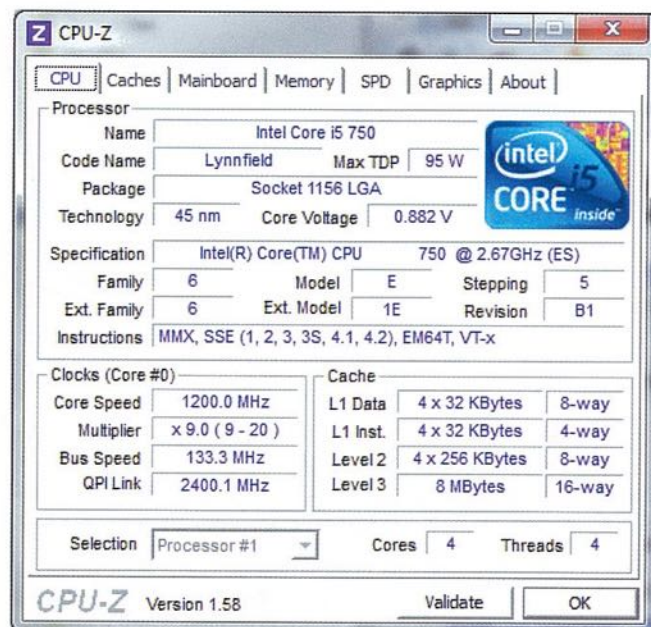 CPU-Z
CPU Caches Mainboard Memory SPD Graphics About
Processor
Name Intel Core i5 750
Code Name Lynnfield Max TDP 95 W
Package Socket 1156 LGA
Technology 45 nm Core Voltage 0.882 V
intel i5
CORE
inside™
Specification Intel(R) Core(TM) CPU 750 @ 2.67GHz (ES)
Family 6 Model E Stepping 5
Ext. Family 6 Ext. Model 1E Revision B1
Instructions MMX, SSE (1, 2, 3, 3S, 4.1, 4.2), EM64T, VT-x
Clocks (Core #0)
Core Speed 1200.0 MHz
Multiplier x 9.0 ( 9 - 20 )
Bus Speed 133.3 MHz
QPI Link 2400.1 MHz
Cache
L1 Data 4 x 32 KBytes 8-way
L1 Inst. 4 x 32 KBytes 4-way
Level 2 4 x 256 KBytes 8-way
Level 3 8 MBytes 16-way
Selection Processor #1 Cores 4 Threads 4
CPU-Z Version 1.58 Validate OK